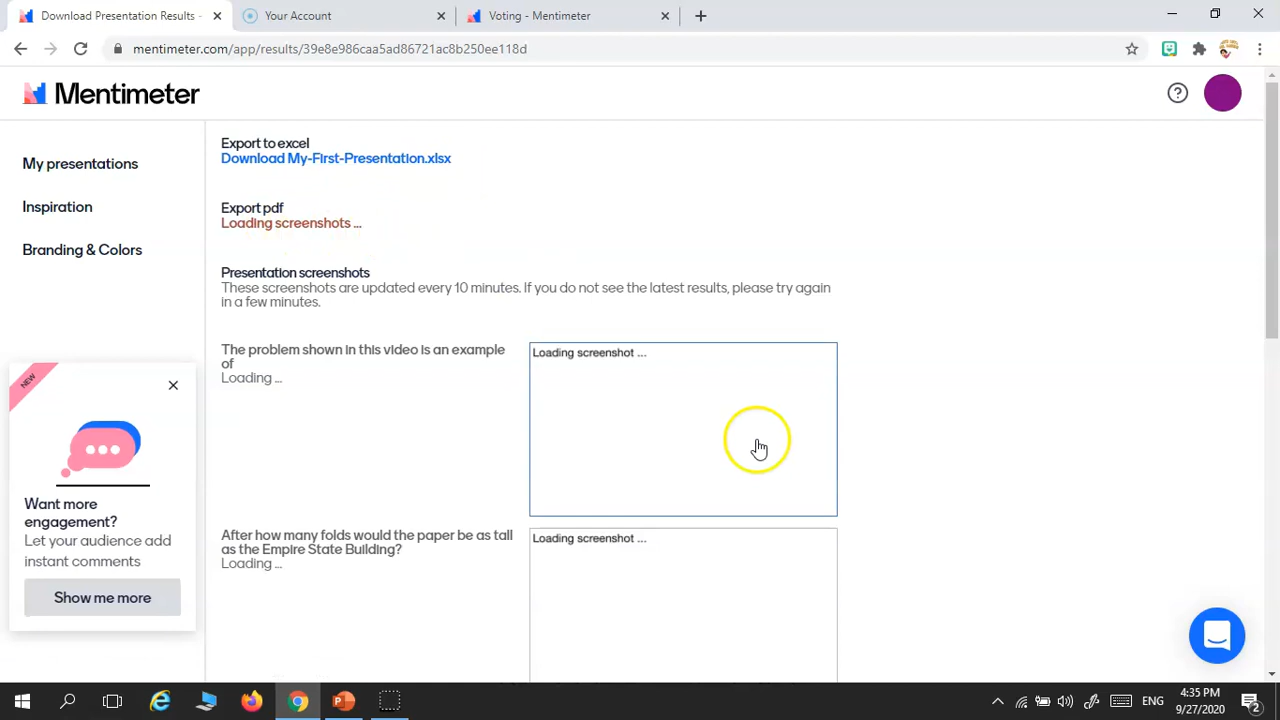 Download Presentation Results -
Your Account
Voting - Mentimeter
mentimeter.com/app/results/39e8e986caa5ad86721ac8b250ee118d
Mentimeter
My presentations
Inspiration
Branding & Colors
Export to excel
Download My-First-Presentation.xlsx
Export pdf
Loading screenshots ...
Presentation screenshots
These screenshots are updated every 10 minutes. If you do not see the latest results, please try again
in a few minutes.
The problem shown in this video is an example
of
Loading ...
Loading screenshot ...
After how many folds would the paper be as tall
as the Empire State Building?
Loading ...
Loading screenshot ...
NEW
Want more
engagement?
Let your audience add
instant comments
Show me more
ENG
4:35 PM
9/27/2020
2